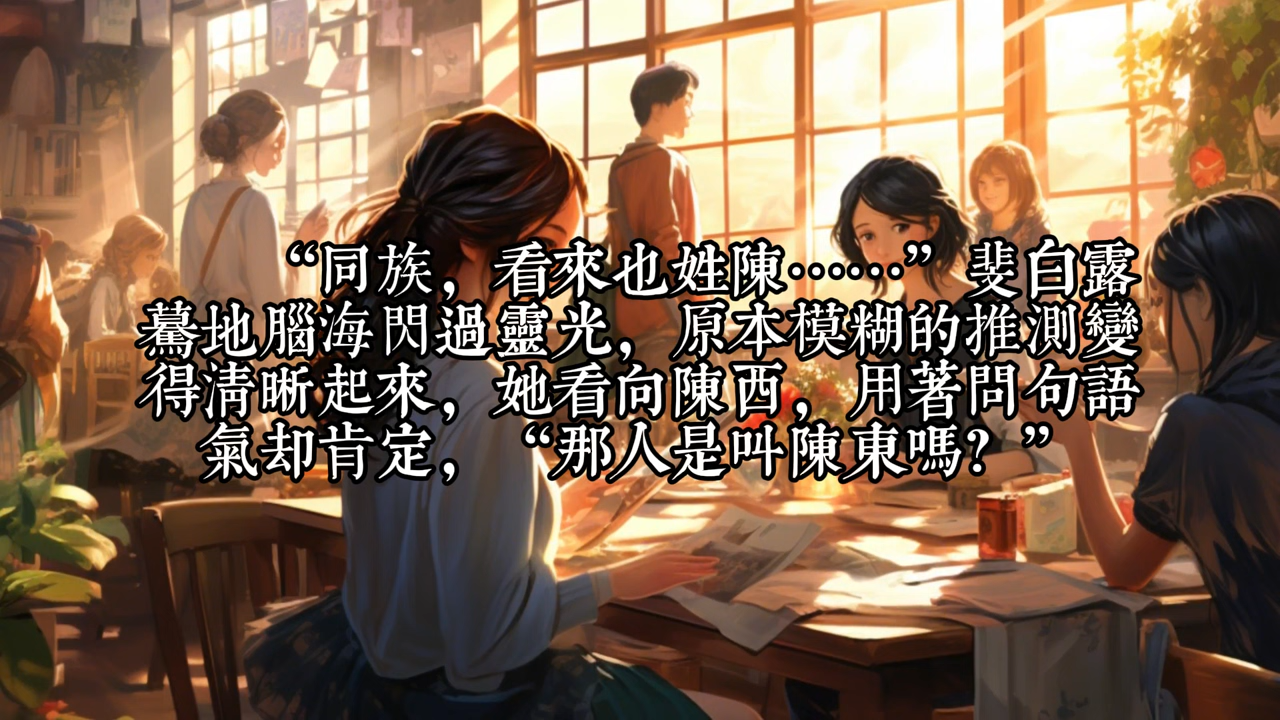 “同族，看來也姓陳……”斐白露
驀地腦海閃過靈光，原本模糊的推測變
得清晰起來，她看向陳西，用著問句語
氣却肯定，“那人是叫陳東嗎？”